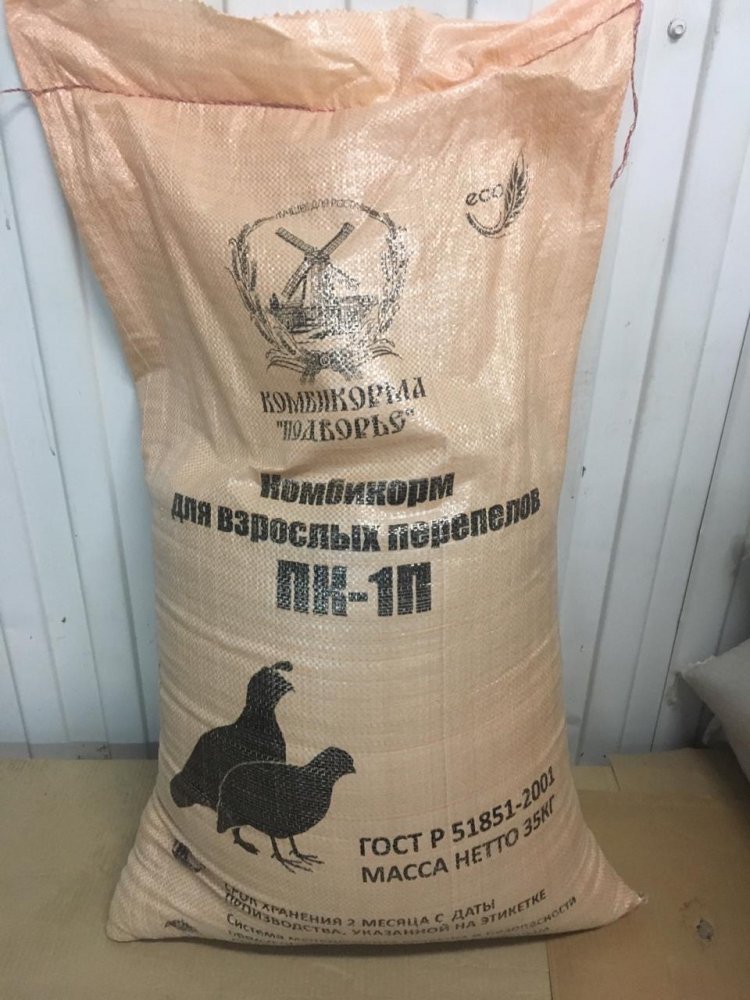 eco
КОМБИКОРМА
"ПОДВОРЬЕ"
Комбикорм
для взрослых перепелов
ПК-1П
ГОСТ Р 51851-2001
МАССА НЕТТО 35КГ
СРОК ХРАНЕНИЯ 2 МЕСЯЦА С ДАТЫ
ПРОИЗВОДСТВА, УКАЗАННОЙ НА ЭТИКЕТКЕ
Система